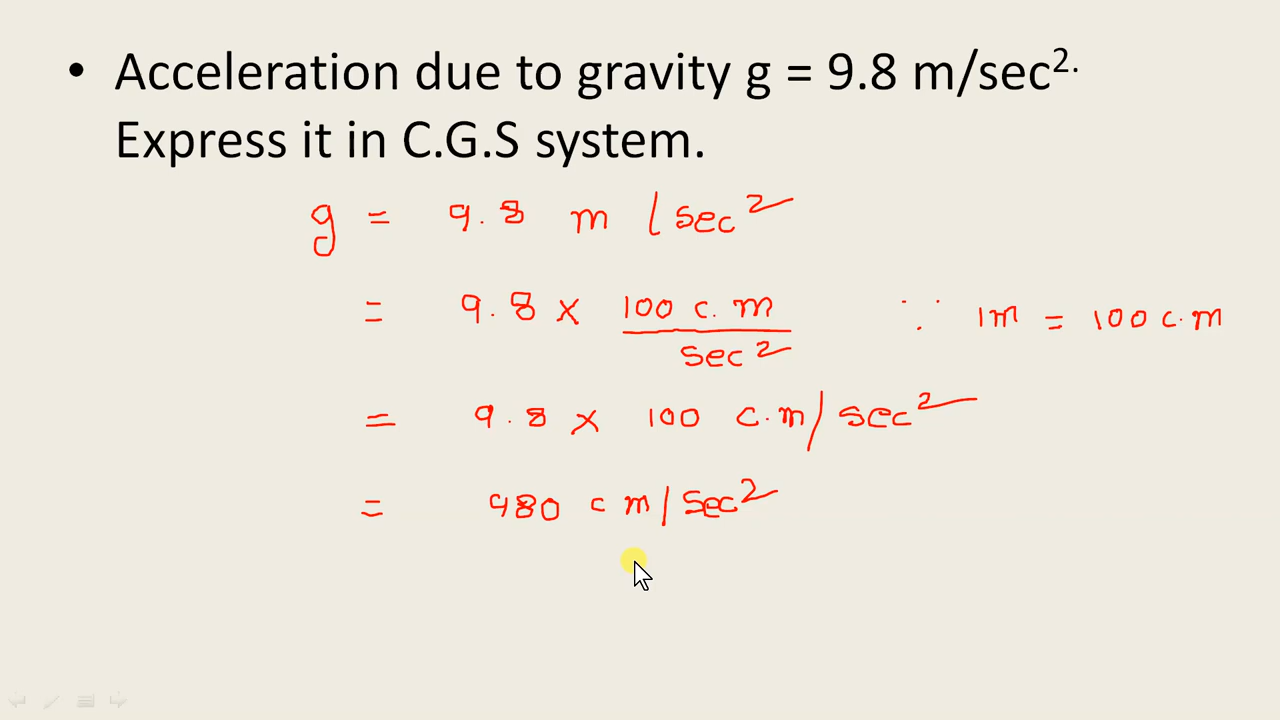 • Acceleration due to gravity g = 9.8 m/sec².
Express it in C.G.S system.
g = 9.8 m/sec²
= 9.8 × 100 c.m / sec² ∵ 1m = 100 c.m
= 9.8 × 100 c.m/sec²
= 980 cm/sec²